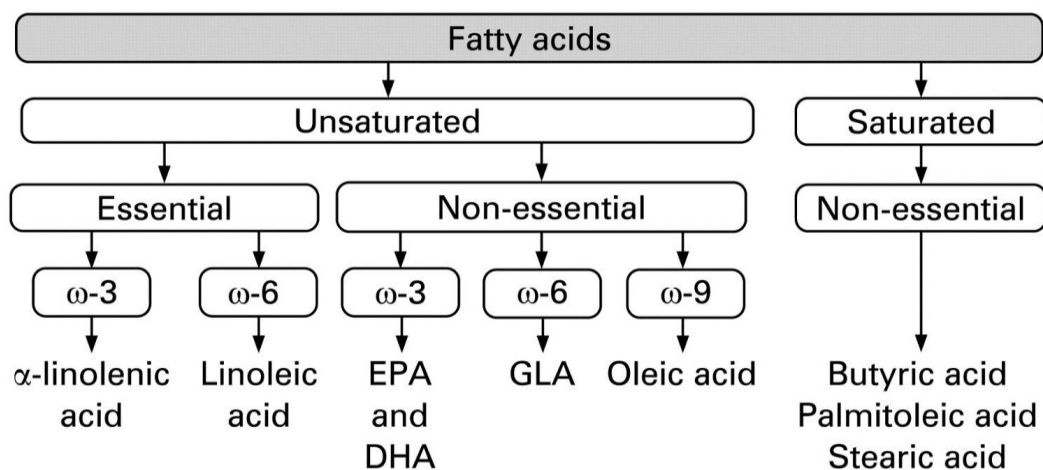 Fatty acids
Unsaturated
Saturated
Essential
Non-essential
Non-essential
ω-3
ω-6
ω-3
ω-6
ω-9
α-linolenic
acid
Linoleic
acid
EPA
and
DHA
GLA
Oleic acid
Butyric acid
Palmitoleic acid
Stearic acid